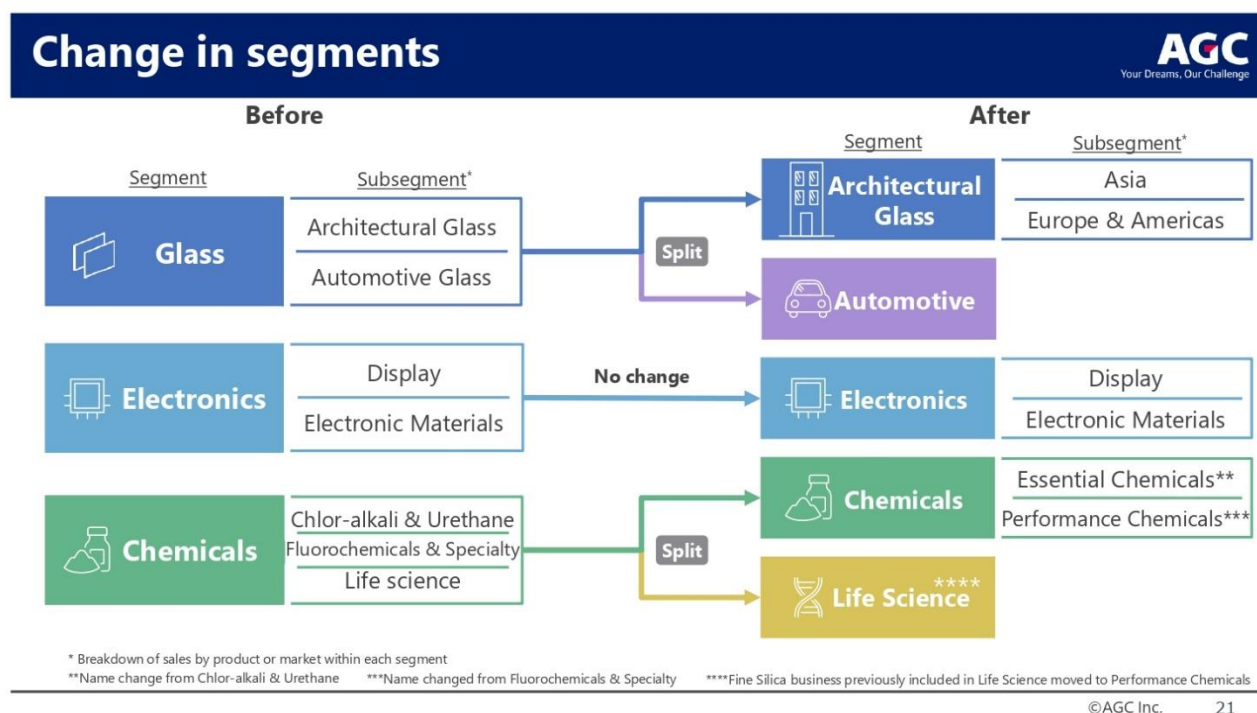 Change in segments
AGC
Your Dreams, Our Challenge
Before
Segment
Subsegment*
Glass
Architectural Glass
Automotive Glass
Electronics
Display
Electronic Materials
Chemicals
Chlor-alkali & Urethane
Fluorochemicals & Specialty
Life science
Split
No change
Split
After
Segment
Subsegment*
Architectural
Glass
Asia
Europe & Americas
Automotive
Electronics
Display
Electronic Materials
Chemicals
Essential Chemicals**
Performance Chemicals***
Life Science****
* Breakdown of sales by product or market within each segment
**Name change from Chlor-alkali & Urethane ***Name changed from Fluorochemicals & Specialty ****Fine Silica business previously included in Life Science moved to Performance Chemicals
©AGC Inc. 21